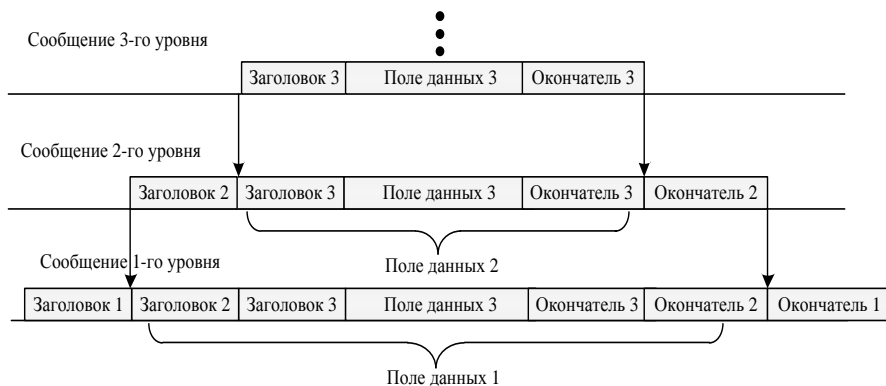 Сообщение 3-го уровня
Заголовок 3 Поле данных 3 Окончатель 3
Сообщение 2-го уровня
Заголовок 2 Заголовок 3 Поле данных 3 Окончатель 3 Окончатель 2
Поле данных 2
Сообщение 1-го уровня
Заголовок 1 Заголовок 2 Заголовок 3 Поле данных 3 Окончатель 3 Окончатель 2 Окончатель 1
Поле данных 1